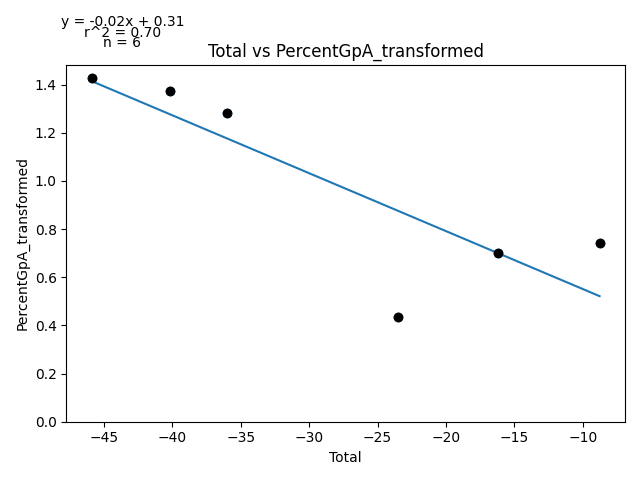 y = -0.02x + 0.31
r^2 = 0.70
n = 6
Total vs PercentGpA_transformed
PercentGpA_transformed
1.4
1.2
1.0
0.8
0.6
0.4
0.2
0.0
−45 −40 −35 −30 −25 −20 −15 −10
Total